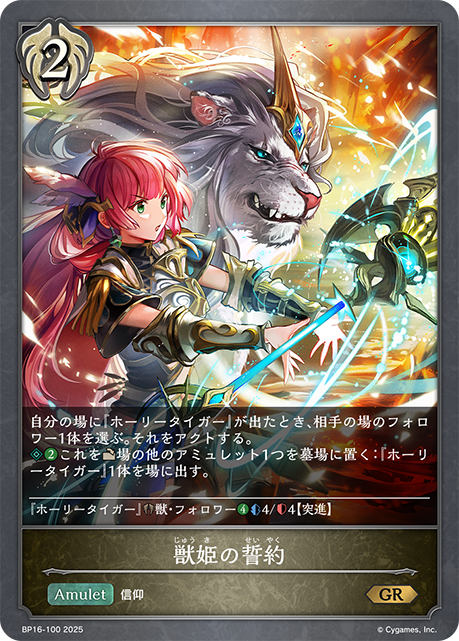 2
自分の場に『ホーリータイガー』が出たとき、相手の場のフォロ
ワー1体を選ぶ。それをアクトする。
2これを場の他のアミュレット1つを墓場に置く:『ホーリ
ータイガー』1体を場に出す。
『ホーリータイガー』獣・フォロワー4 4/4【突進】
じゅうき せいやく
獣姫の誓約
Amulet 信仰
GR
BP16-100 2025
© Cygames, Inc.